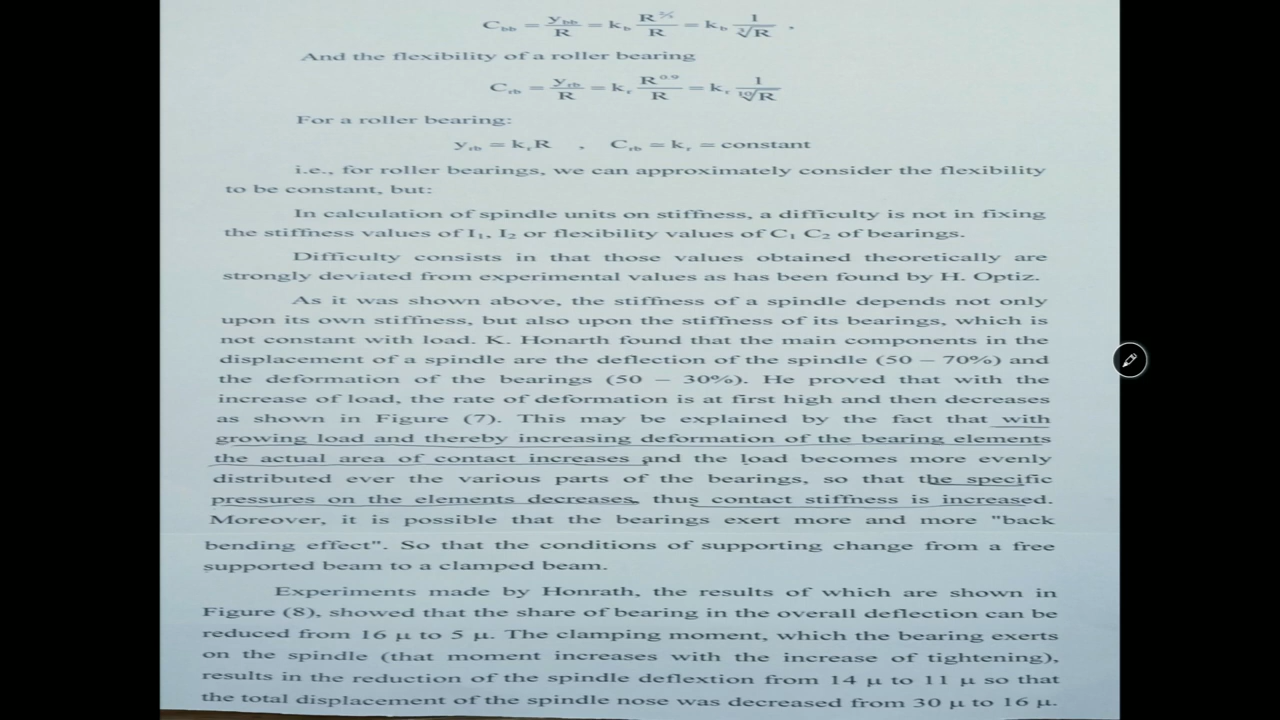 C_bb = y_bb / R = k_b R^⅔ / R = k_b 1 / ∛R .
And the flexibility of a roller bearing
C_rb = y_rb / R = k_r R^0.9 / R = k_r 1 / ¹⁰√R
For a roller bearing:
y_rb = k_r R , C_rb = k_r = constant
i.e., for roller bearings, we can approximately consider the flexibility
to be constant, but:
In calculation of spindle units on stiffness, a difficulty is not in fixing
the stiffness values of I₁, I₂ or flexibility values of C₁ C₂ of bearings.
Difficulty consists in that those values obtained theoretically are
strongly deviated from experimental values as has been found by H. Optiz.
As it was shown above, the stiffness of a spindle depends not only
upon its own stiffness, but also upon the stiffness of its bearings, which is
not constant with load. K. Honarth found that the main components in the
displacement of a spindle are the deflection of the spindle (50 – 70%) and
the deformation of the bearings (50 – 30%). He proved that with the
increase of load, the rate of deformation is at first high and then decreases
as shown in Figure (7). This may be explained by the fact that with
growing load and thereby increasing deformation of the bearing elements
the actual area of contact increases and the load becomes more evenly
distributed ever the various parts of the bearings, so that the specific
pressures on the elements decreases, thus contact stiffness is increased.
Moreover, it is possible that the bearings exert more and more "back
bending effect". So that the conditions of supporting change from a free
supported beam to a clamped beam.
Experiments made by Honrath, the results of which are shown in
Figure (8), showed that the share of bearing in the overall deflection can be
reduced from 16 μ to 5 μ. The clamping moment, which the bearing exerts
on the spindle (that moment increases with the increase of tightening),
results in the reduction of the spindle deflextion from 14 μ to 11 μ so that
the total displacement of the spindle nose was decreased from 30 μ to 16 μ.